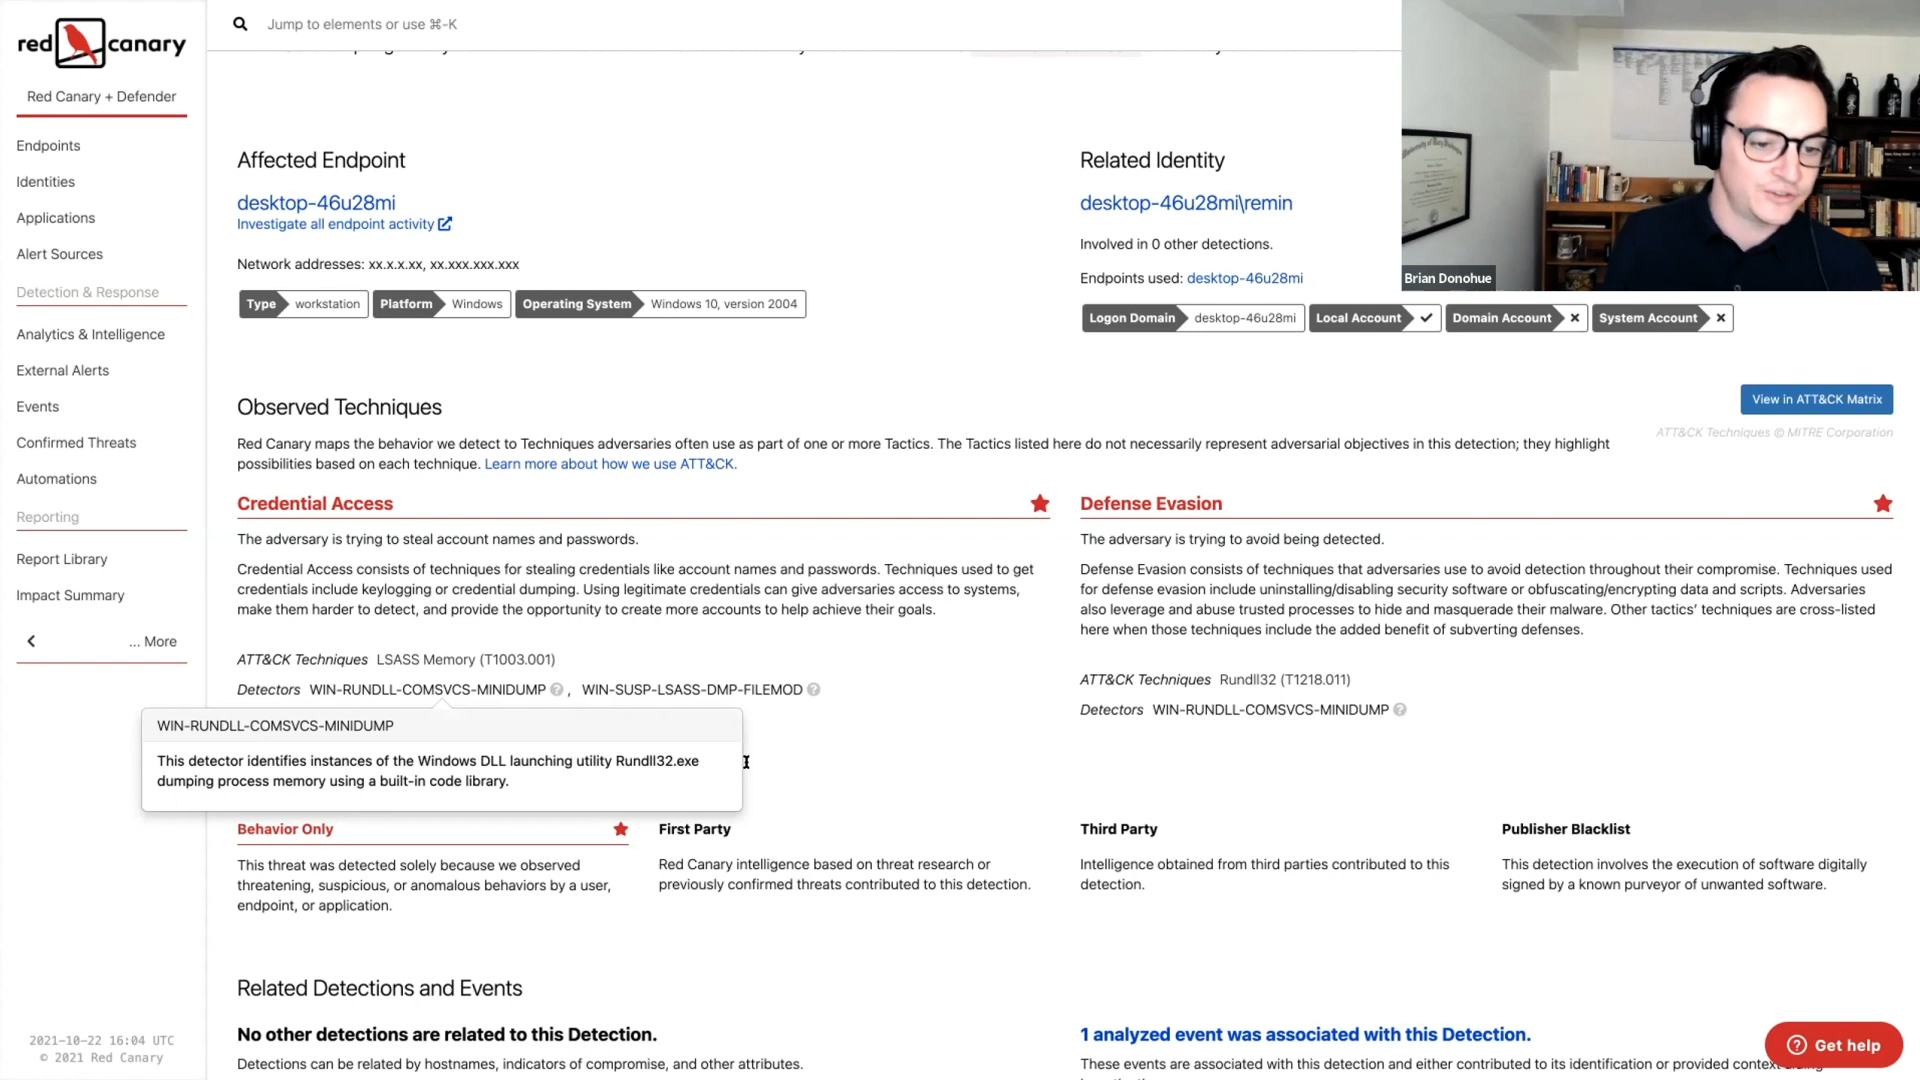 red canary
Jump to elements or use ⌘-K
Red Canary + Defender
Endpoints
Identities
Applications
Alert Sources
Detection & Response
Analytics & Intelligence
External Alerts
Events
Confirmed Threats
Automations
Reporting
Report Library
Impact Summary
... More
2021-10-22 16:04 UTC
© 2021 Red Canary
Affected Endpoint
desktop-46u28mi
Investigate all endpoint activity
Network addresses: xx.x.x.xx, xx.xxx.xxx.xxx
Type workstation Platform Windows Operating System Windows 10, version 2004
Related Identity
desktop-46u28mi\remin
Involved in 0 other detections.
Endpoints used: desktop-46u28mi
Logon Domain desktop-46u28mi Local Account ✓ Domain Account ✕ System Account ✕
Brian Donohue
Observed Techniques
View in ATT&CK Matrix
ATT&CK Techniques © MITRE Corporation
Red Canary maps the behavior we detect to Techniques adversaries often use as part of one or more Tactics. The Tactics listed here do not necessarily represent adversarial objectives in this detection; they highlight
possibilities based on each technique. Learn more about how we use ATT&CK.
Credential Access
The adversary is trying to steal account names and passwords.
Credential Access consists of techniques for stealing credentials like account names and passwords. Techniques used to get
credentials include keylogging or credential dumping. Using legitimate credentials can give adversaries access to systems,
make them harder to detect, and provide the opportunity to create more accounts to help achieve their goals.
ATT&CK Techniques LSASS Memory (T1003.001)
Detectors WIN-RUNDLL-COMSVCS-MINIDUMP ? , WIN-SUSP-LSASS-DMP-FILEMOD ?
WIN-RUNDLL-COMSVCS-MINIDUMP
This detector identifies instances of the Windows DLL launching utility Rundll32.exe
dumping process memory using a built-in code library.
Defense Evasion
The adversary is trying to avoid being detected.
Defense Evasion consists of techniques that adversaries use to avoid detection throughout their compromise. Techniques used
for defense evasion include uninstalling/disabling security software or obfuscating/encrypting data and scripts. Adversaries
also leverage and abuse trusted processes to hide and masquerade their malware. Other tactics' techniques are cross-listed
here when those techniques include the added benefit of subverting defenses.
ATT&CK Techniques Rundll32 (T1218.011)
Detectors WIN-RUNDLL-COMSVCS-MINIDUMP ?
Behavior Only
This threat was detected solely because we observed
threatening, suspicious, or anomalous behaviors by a user,
endpoint, or application.
First Party
Red Canary intelligence based on threat research or
previously confirmed threats contributed to this detection.
Third Party
Intelligence obtained from third parties contributed to this
detection.
Publisher Blacklist
This detection involves the execution of software digitally
signed by a known purveyor of unwanted software.
Related Detections and Events
No other detections are related to this Detection.
Detections can be related by hostnames, indicators of compromise, and other attributes.
1 analyzed event was associated with this Detection.
These events are associated with this detection and either contributed to its identification or provided context
Get help